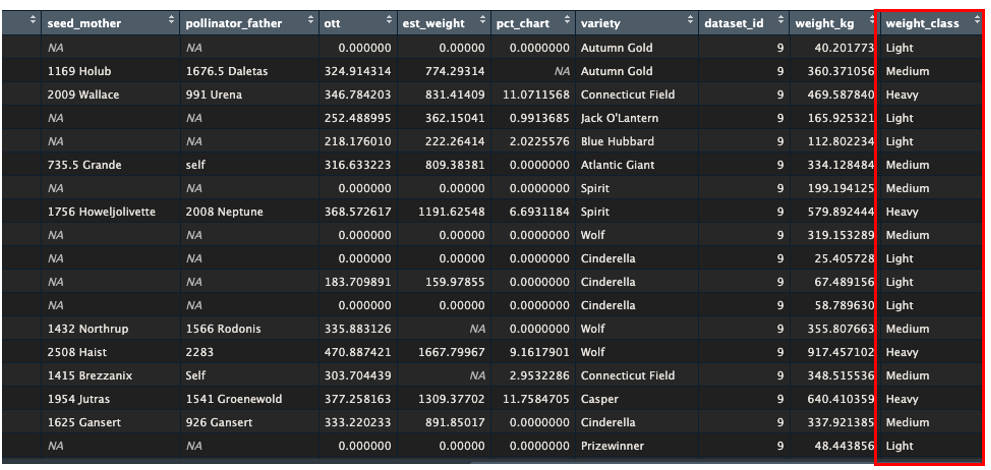 seed_mother pollinator_father ott est_weight pct_chart variety dataset_id weight_kg weight_class
NA NA 0.000000 0.00000 0.0000000 Autumn Gold 9 40.201773 Light
1169 Holub 1676.5 Daletas 324.914314 774.29314 NA Autumn Gold 9 360.371056 Medium
2009 Wallace 991 Urena 346.784203 831.41409 11.0711568 Connecticut Field 9 469.587840 Heavy
NA NA 252.488995 362.15041 0.9913685 Jack O'Lantern 9 165.925321 Light
NA NA 218.176010 222.26414 2.0225576 Blue Hubbard 9 112.802234 Light
735.5 Grande self 316.633223 809.38381 0.0000000 Atlantic Giant 9 334.128484 Medium
NA NA 0.000000 0.00000 0.0000000 Spirit 9 199.194125 Medium
1756 Howeljolivette 2008 Neptune 368.572617 1191.62548 6.6931184 Spirit 9 579.892444 Heavy
NA NA 0.000000 0.00000 0.0000000 Wolf 9 319.153289 Medium
NA NA 0.000000 0.00000 0.0000000 Cinderella 9 25.405728 Light
NA NA 183.709891 159.97855 0.0000000 Cinderella 9 67.489156 Light
NA NA 0.000000 0.00000 0.0000000 Cinderella 9 58.789630 Light
1432 Northrup 1566 Rodonis 335.883126 NA 0.0000000 Wolf 9 355.807663 Medium
2508 Haist 2283 470.887421 1667.79967 9.1617901 Wolf 9 917.457102 Heavy
1415 Brezzanix Self 303.704439 NA 2.9532286 Connecticut Field 9 348.515536 Medium
1954 Jutras 1541 Groenewold 377.258163 1309.37702 11.7584705 Casper 9 640.410359 Heavy
1625 Gansert 926 Gansert 333.220233 891.85017 0.0000000 Cinderella 9 337.921385 Medium
NA NA 0.000000 0.00000 0.0000000 Prizewinner 9 48.443856 Light